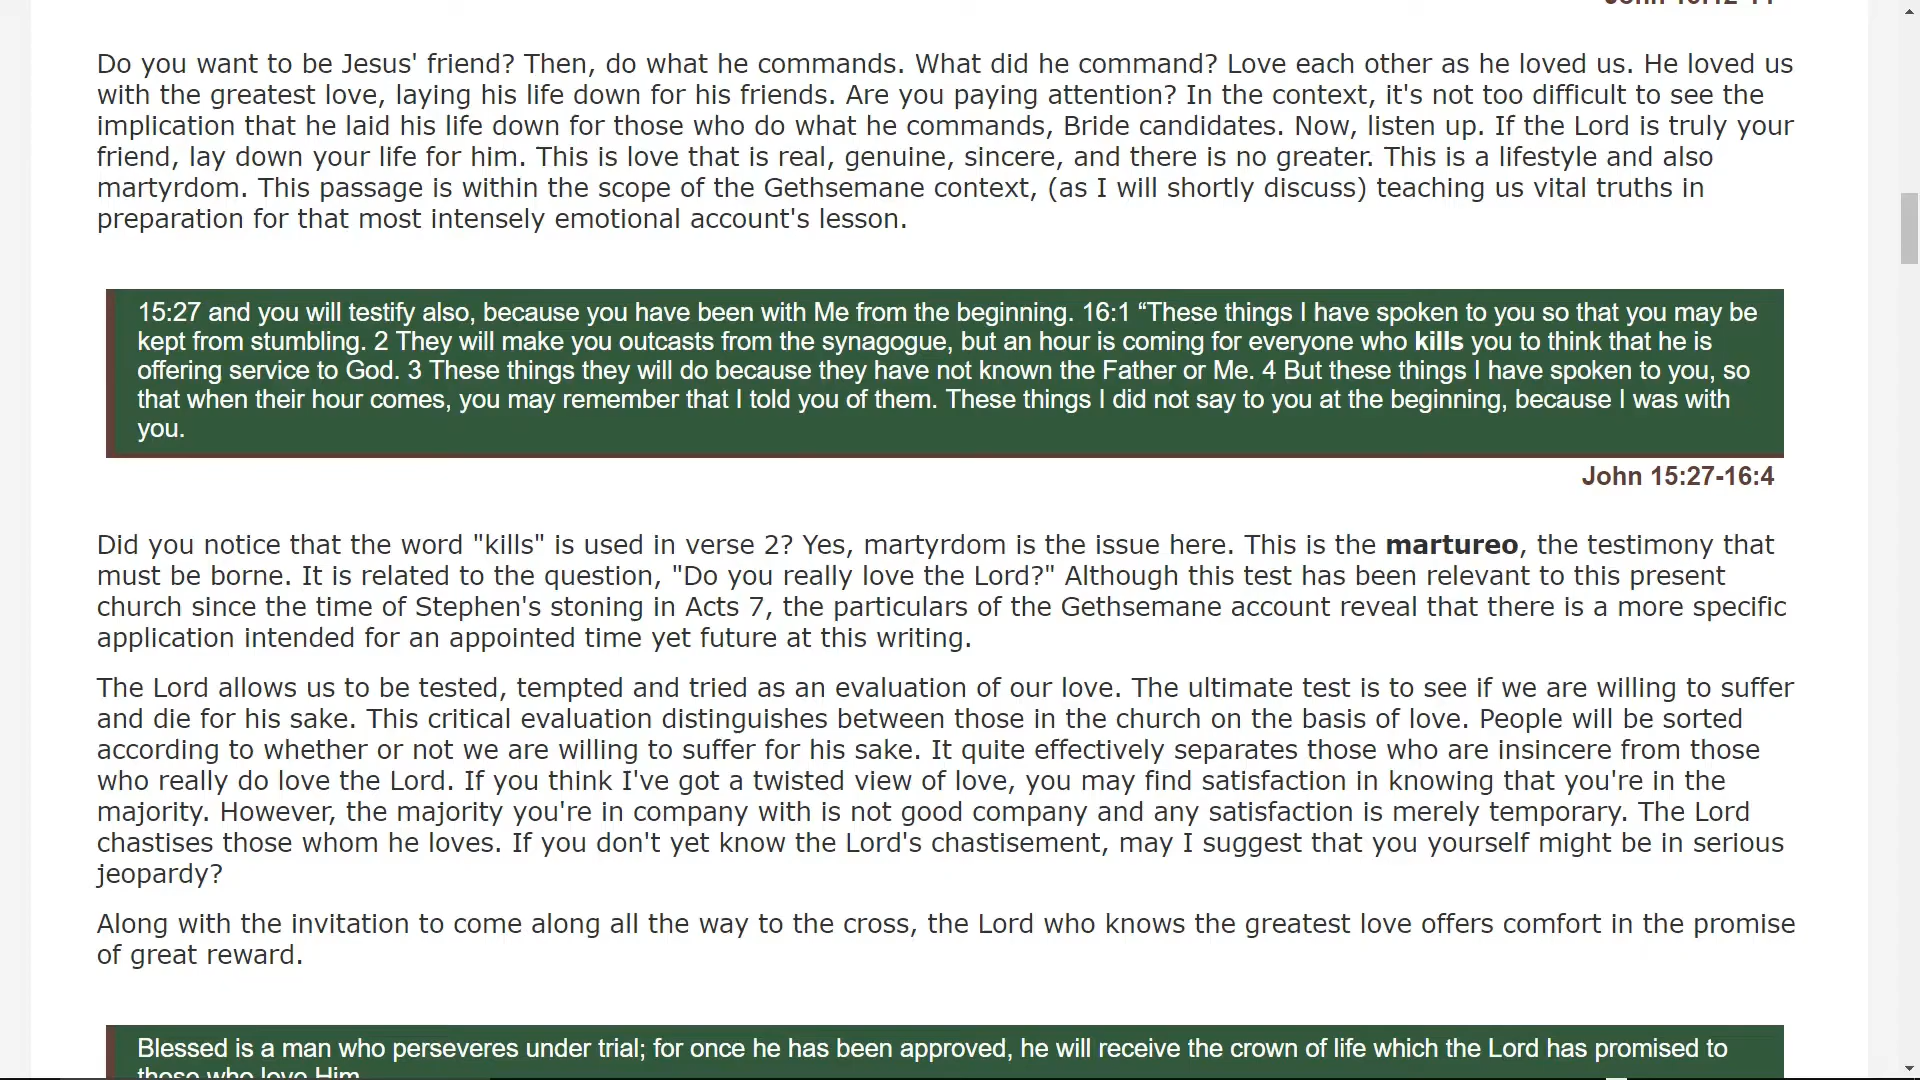 Do you want to be Jesus' friend? Then, do what he commands. What did he command? Love each other as he loved us. He loved us
with the greatest love, laying his life down for his friends. Are you paying attention? In the context, it's not too difficult to see the
implication that he laid his life down for those who do what he commands, Bride candidates. Now, listen up. If the Lord is truly your
friend, lay down your life for him. This is love that is real, genuine, sincere, and there is no greater. This is a lifestyle and also
martyrdom. This passage is within the scope of the Gethsemane context, (as I will shortly discuss) teaching us vital truths in
preparation for that most intensely emotional account's lesson.
15:27 and you will testify also, because you have been with Me from the beginning. 16:1 “These things I have spoken to you so that you may be
kept from stumbling. 2 They will make you outcasts from the synagogue, but an hour is coming for everyone who kills you to think that he is
offering service to God. 3 These things they will do because they have not known the Father or Me. 4 But these things I have spoken to you, so
that when their hour comes, you may remember that I told you of them. These things I did not say to you at the beginning, because I was with
you.
John 15:27-16:4
Did you notice that the word "kills" is used in verse 2? Yes, martyrdom is the issue here. This is the martureo, the testimony that
must be borne. It is related to the question, "Do you really love the Lord?" Although this test has been relevant to this present
church since the time of Stephen's stoning in Acts 7, the particulars of the Gethsemane account reveal that there is a more specific
application intended for an appointed time yet future at this writing.
The Lord allows us to be tested, tempted and tried as an evaluation of our love. The ultimate test is to see if we are willing to suffer
and die for his sake. This critical evaluation distinguishes between those in the church on the basis of love. People will be sorted
according to whether or not we are willing to suffer for his sake. It quite effectively separates those who are insincere from those
who really do love the Lord. If you think I've got a twisted view of love, you may find satisfaction in knowing that you're in the
majority. However, the majority you're in company with is not good company and any satisfaction is merely temporary. The Lord
chastises those whom he loves. If you don't yet know the Lord's chastisement, may I suggest that you yourself might be in serious
jeopardy?
Along with the invitation to come along all the way to the cross, the Lord who knows the greatest love offers comfort in the promise
of great reward.
Blessed is a man who perseveres under trial; for once he has been approved, he will receive the crown of life which the Lord has promised to
those who love Him